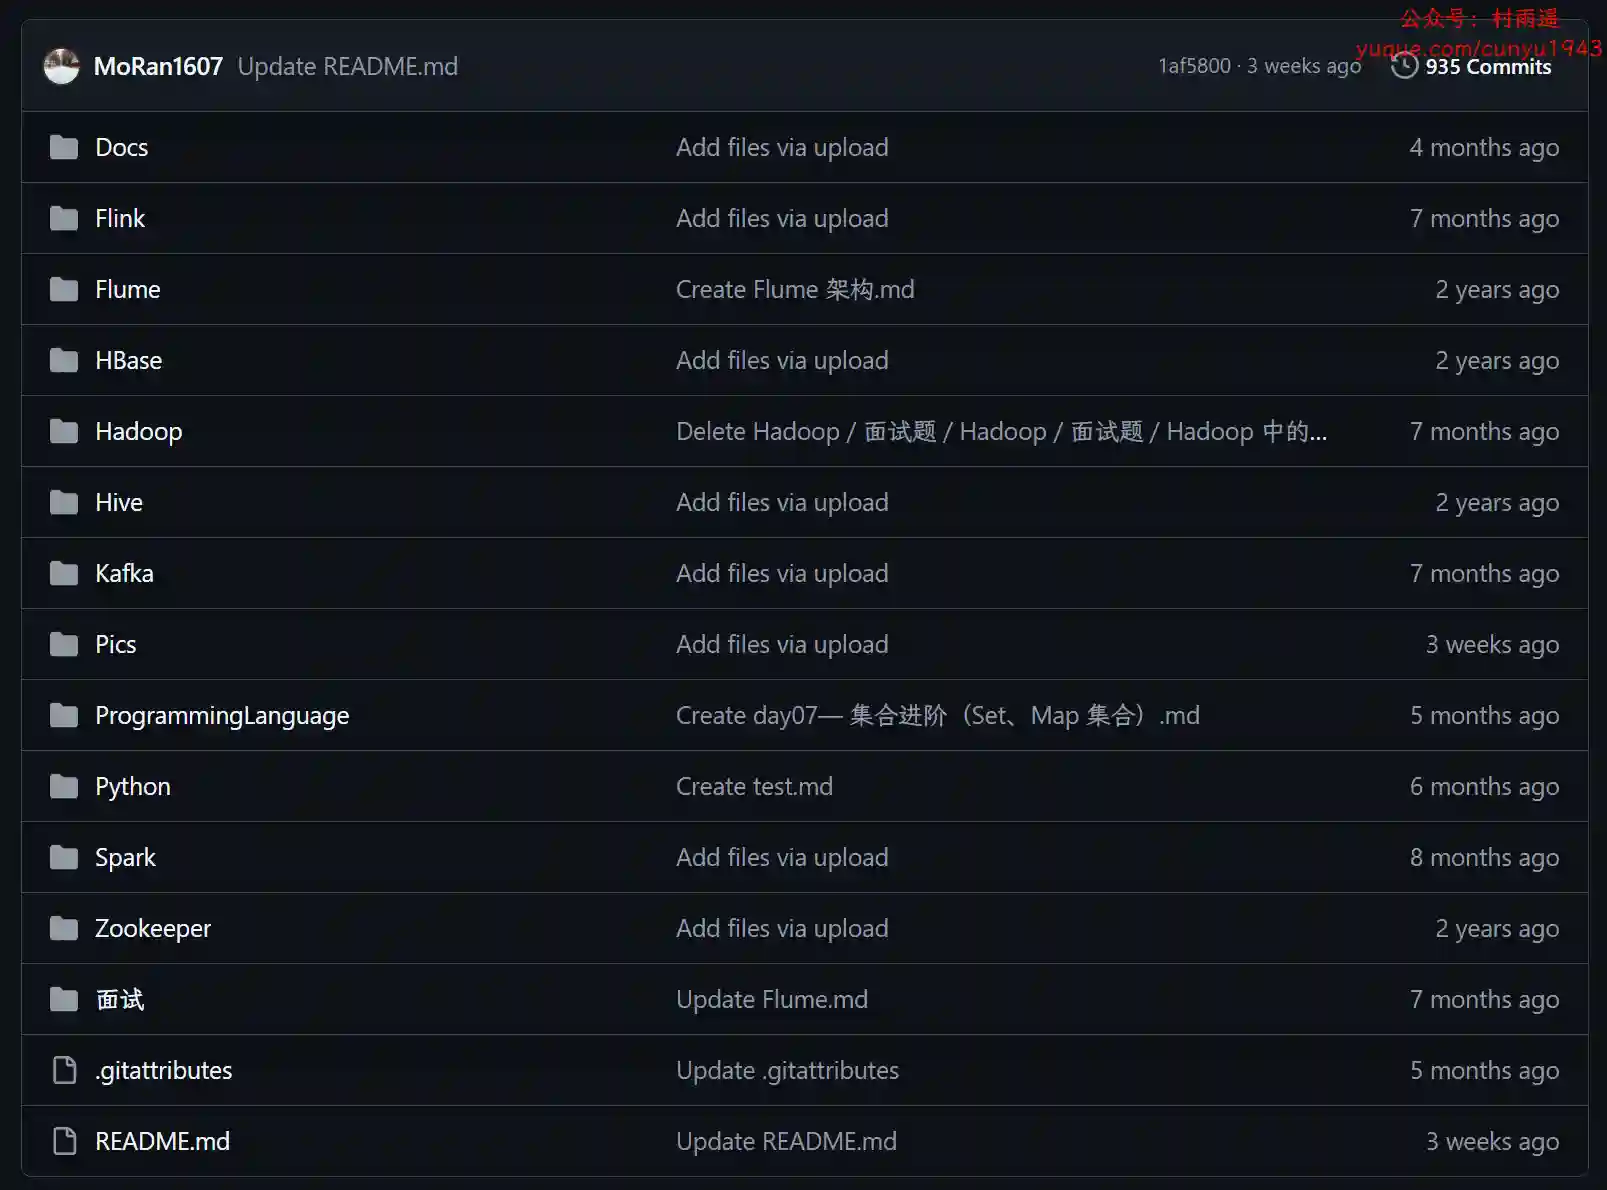 公众号：村雨遥
yuque.com/cunyu1943
MoRan1607 Update README.md 1af5800 · 3 weeks ago 935 Commits
Docs Add files via upload 4 months ago
Flink Add files via upload 7 months ago
Flume Create Flume 架构.md 2 years ago
HBase Add files via upload 2 years ago
Hadoop Delete Hadoop / 面试题 / Hadoop / 面试题 / Hadoop 中的... 7 months ago
Hive Add files via upload 2 years ago
Kafka Add files via upload 7 months ago
Pics Add files via upload 3 weeks ago
ProgrammingLanguage Create day07— 集合进阶（Set、Map 集合）.md 5 months ago
Python Create test.md 6 months ago
Spark Add files via upload 8 months ago
Zookeeper Add files via upload 2 years ago
面试 Update Flume.md 7 months ago
.gitattributes Update .gitattributes 5 months ago
README.md Update README.md 3 weeks ago